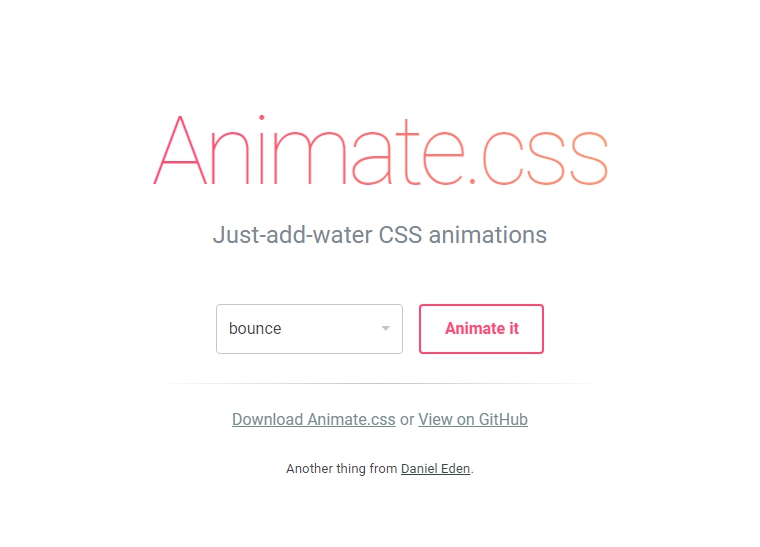 Animate.css
Just-add-water CSS animations
bounce Animate it
Download Animate.css or View on GitHub
Another thing from Daniel Eden.